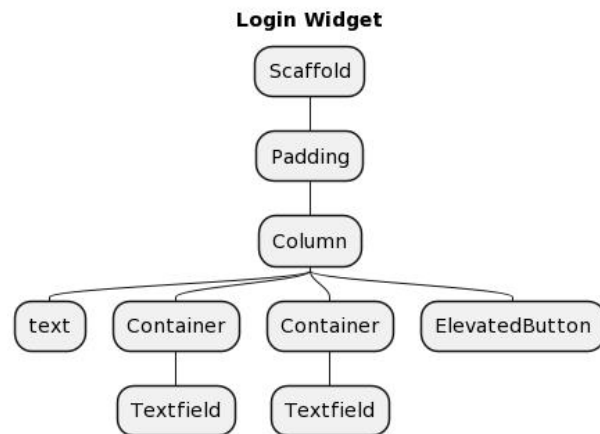 Login Widget
Scaffold
Padding
Column
text
Container
Container
ElevatedButton
Textfield
Textfield